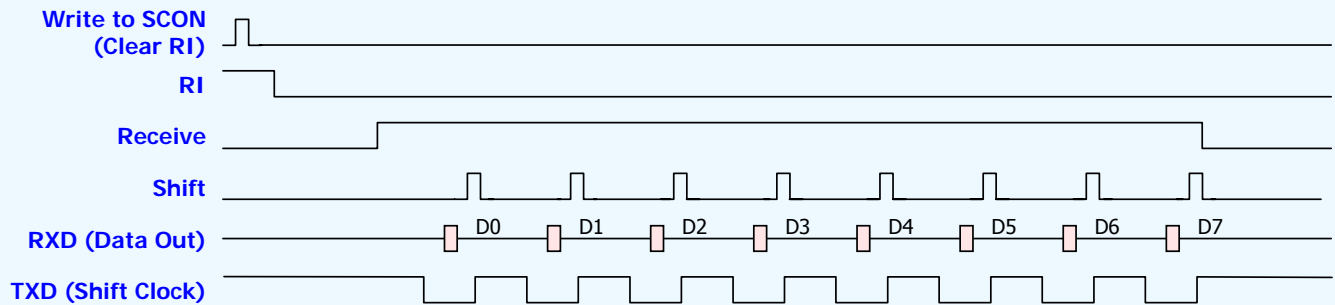 Write to SCON
(Clear RI)
RI
Receive
Shift
RXD (Data Out)
D0 D1 D2 D3 D4 D5 D6 D7
TXD (Shift Clock)